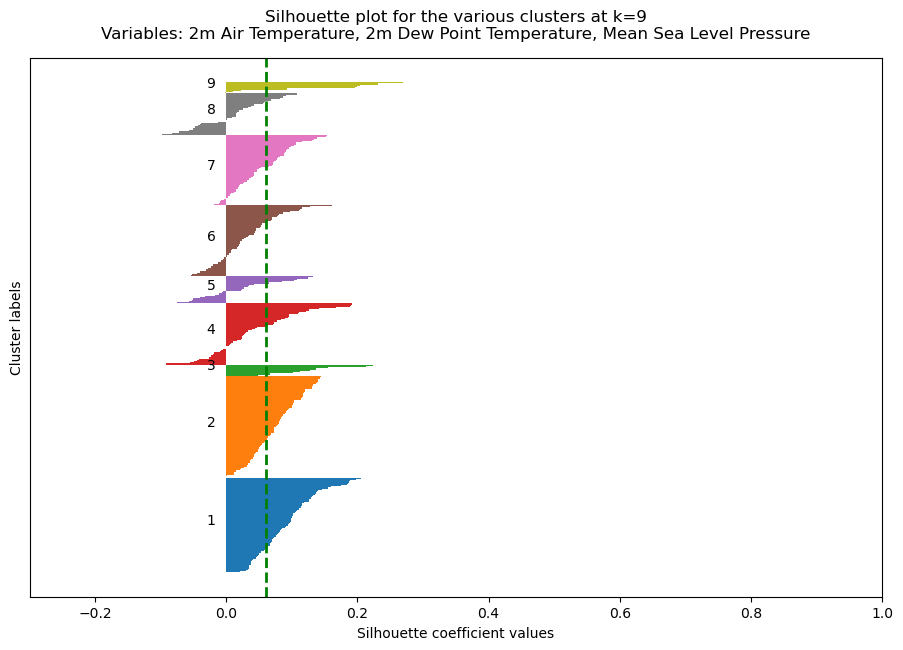 Silhouette plot for the various clusters at k=9
Variables: 2m Air Temperature, 2m Dew Point Temperature, Mean Sea Level Pressure
9
8
7
6
5
4
3
2
1
Cluster labels
−0.2 0.0 0.2 0.4 0.6 0.8 1.0
Silhouette coefficient values